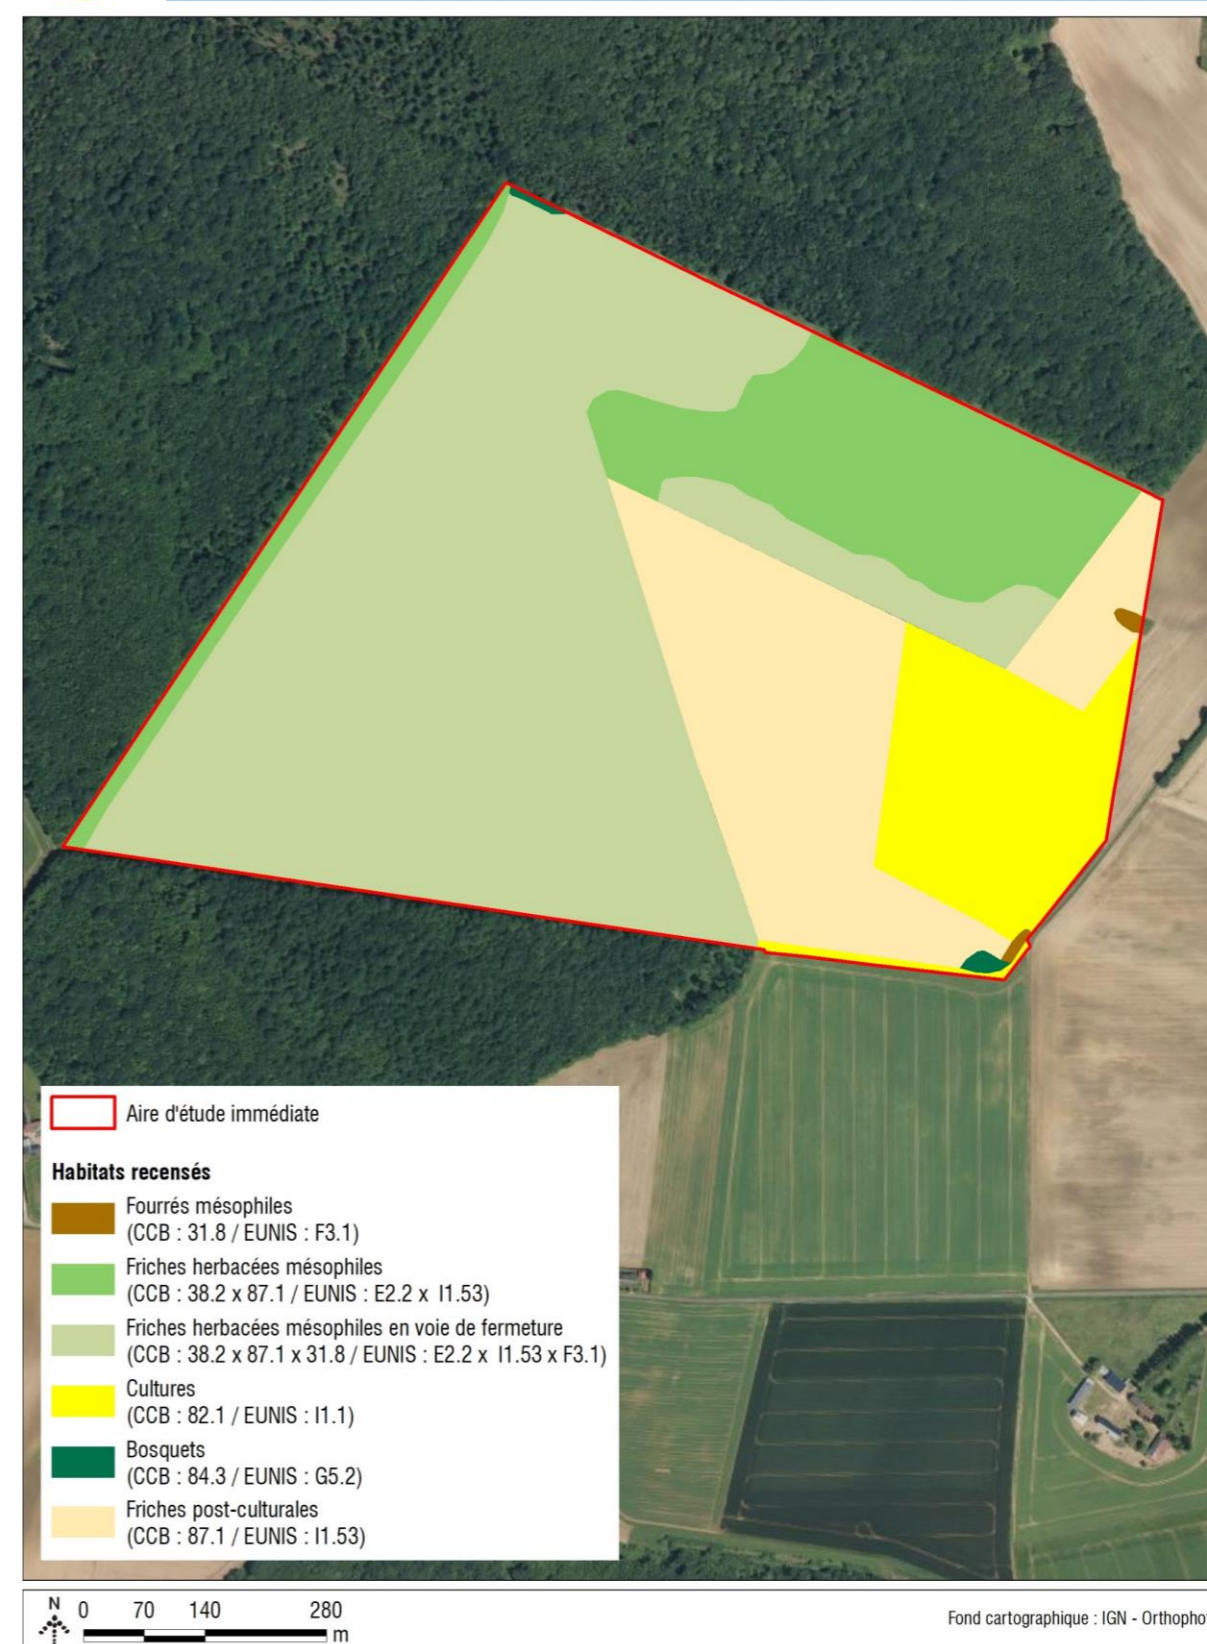 Aire d'étude immédiate
Habitats recensés
Fourrés mésophiles
(CCB : 31.8 / EUNIS : F3.1)
Friches herbacées mésophiles
(CCB : 38.2 x 87.1 / EUNIS : E2.2 x I1.53)
Friches herbacées mésophiles en voie de fermeture
(CCB : 38.2 x 87.1 x 31.8 / EUNIS : E2.2 x I1.53 x F3.1)
Cultures
(CCB : 82.1 / EUNIS : I1.1)
Bosquets
(CCB : 84.3 / EUNIS : G5.2)
Friches post-culturales
(CCB : 87.1 / EUNIS : I1.53)
N 0 70 140 280
m
Fond cartographique : IGN - Orthophot